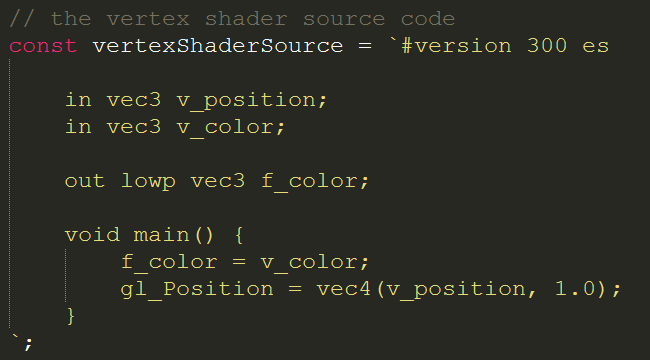 // the vertex shader source code
const vertexShaderSource = `#version 300 es
in vec3 v_position;
in vec3 v_color;
out lowp vec3 f_color;
void main() {
f_color = v_color;
gl_Position = vec4(v_position, 1.0);
}
`;